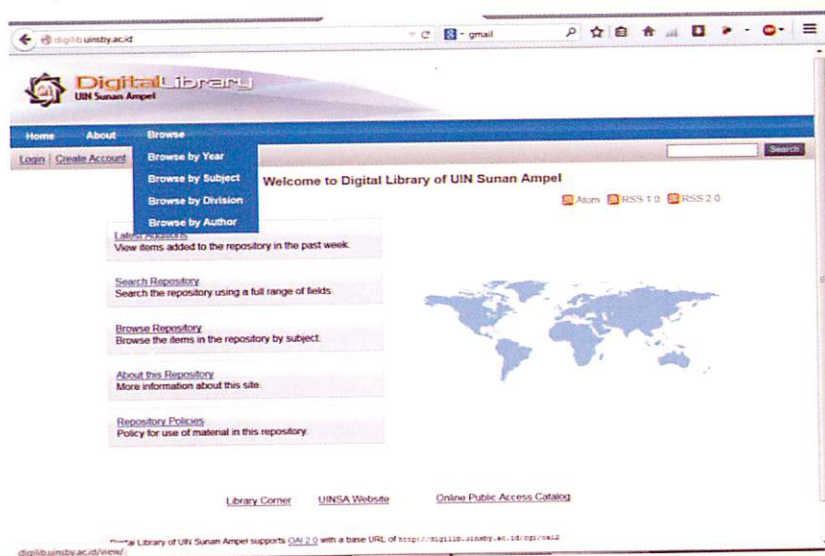 digilib.uinsby.ac.id
gmail
DigitalLibrary
UIN Sunan Ampel
Home About Browse
Login | Create Account
Search
Browse by Year
Browse by Subject
Browse by Division
Browse by Author
Welcome to Digital Library of UIN Sunan Ampel
Atom RSS 1.0 RSS 2.0
Latest Additions
View items added to the repository in the past week.
Search Repository
Search the repository using a full range of fields.
Browse Repository
Browse the items in the repository by subject.
About this Repository
More information about this site.
Repository Policies
Policy for use of material in this repository.
Library Corner UINSA Website Online Public Access Catalog
Library of UIN Sunan Ampel supports OAI 2.0 with a base URL of http://digilib.uinsby.ac.id/cgi/oai2
digilib.uinsby.ac.id/view/